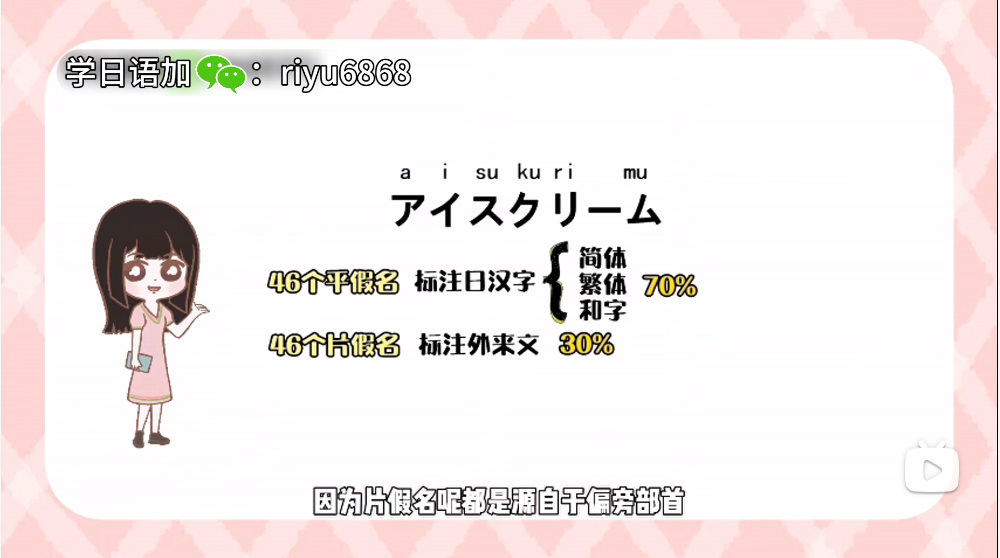 学日语加：riyu6868
a i su ku ri mu
アイスクリーム
46个平假名 标注日汉字 { 简体
繁体 70%
和字
46个片假名 标注外来文 30%
因为片假名呢都是源自于偏旁部首